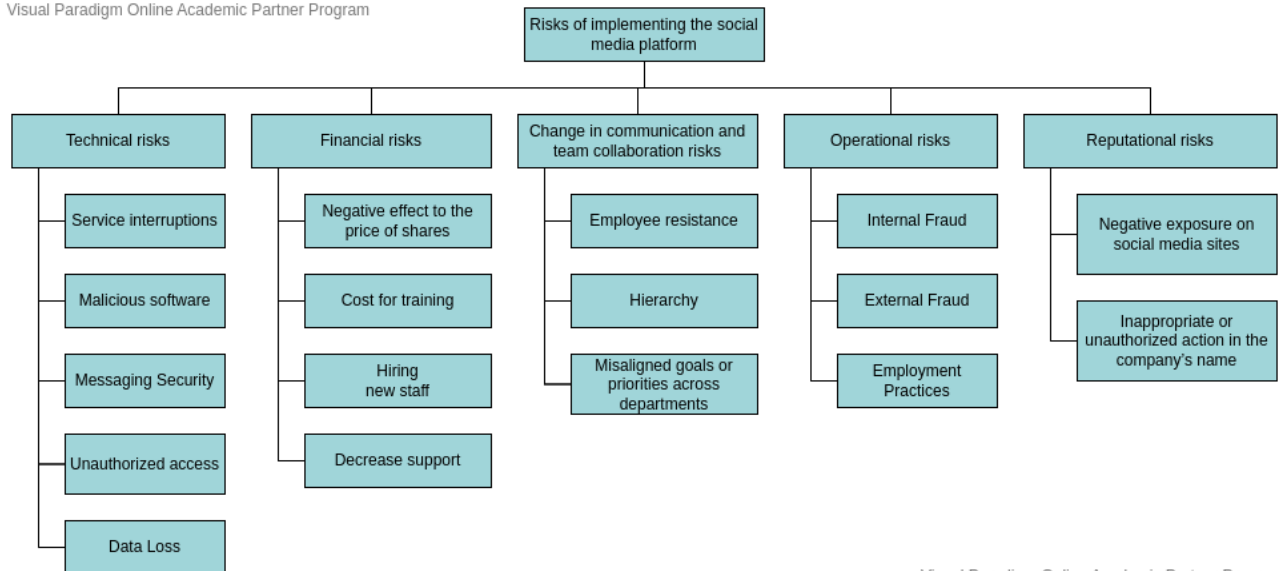 Visual Paradigm Online Academic Partner Program
Risks of implementing the social
media platform
Technical risks
Service interruptions
Malicious software
Messaging Security
Unauthorized access
Data Loss
Financial risks
Negative effect to the
price of shares
Cost for training
Hiring
new staff
Decrease support
Change in communication and
team collaboration risks
Employee resistance
Hierarchy
Misaligned goals or
priorities across
departments
Operational risks
Internal Fraud
External Fraud
Employment
Practices
Reputational risks
Negative exposure on
social media sites
Inappropriate or
unauthorized action in the
company's name